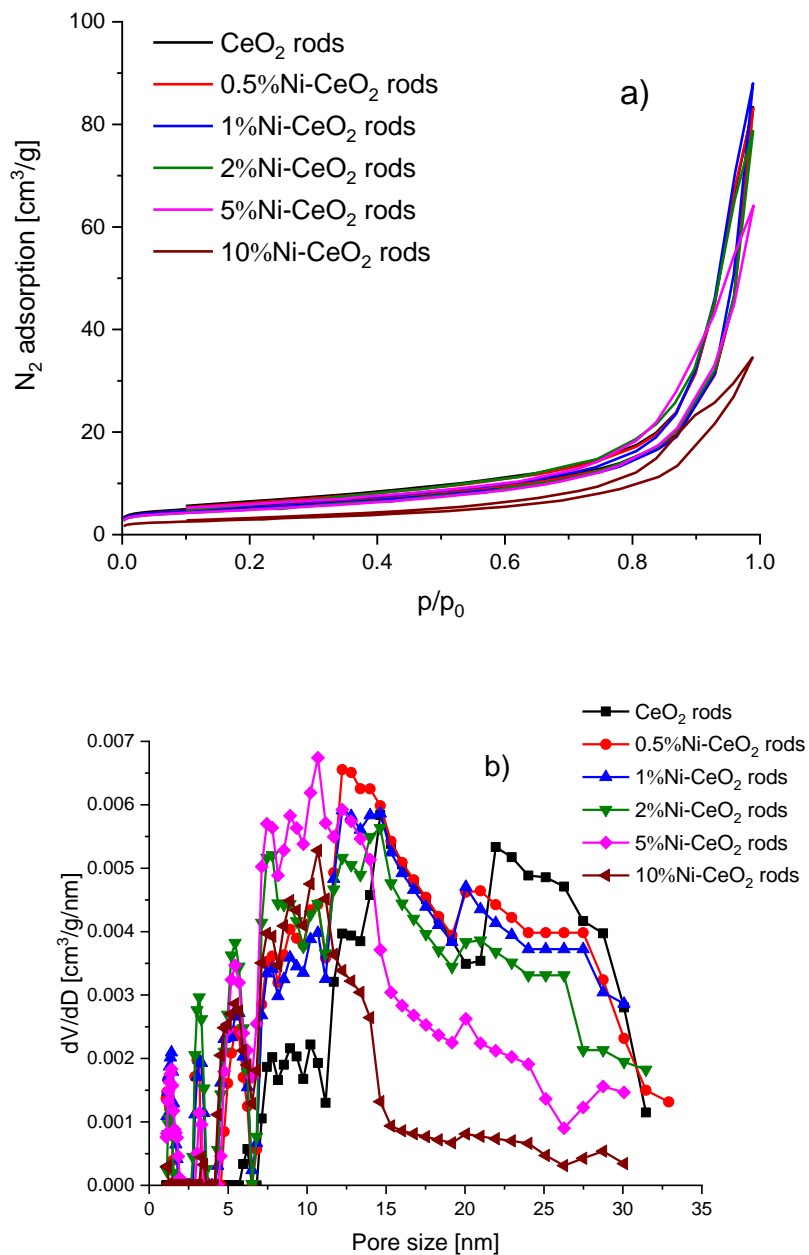 100
80
60
40
20
0
N₂ adsorption [cm³/g]
CeO₂ rods
0.5%Ni-CeO₂ rods
1%Ni-CeO₂ rods
2%Ni-CeO₂ rods
5%Ni-CeO₂ rods
10%Ni-CeO₂ rods
a)
0.0 0.2 0.4 0.6 0.8 1.0
p/p₀
CeO₂ rods
0.5%Ni-CeO₂ rods
1%Ni-CeO₂ rods
2%Ni-CeO₂ rods
5%Ni-CeO₂ rods
10%Ni-CeO₂ rods
b)
0.007
0.006
0.005
0.004
0.003
0.002
0.001
0.000
dV/dD [cm³/g/nm]
0 5 10 15 20 25 30 35
Pore size [nm]